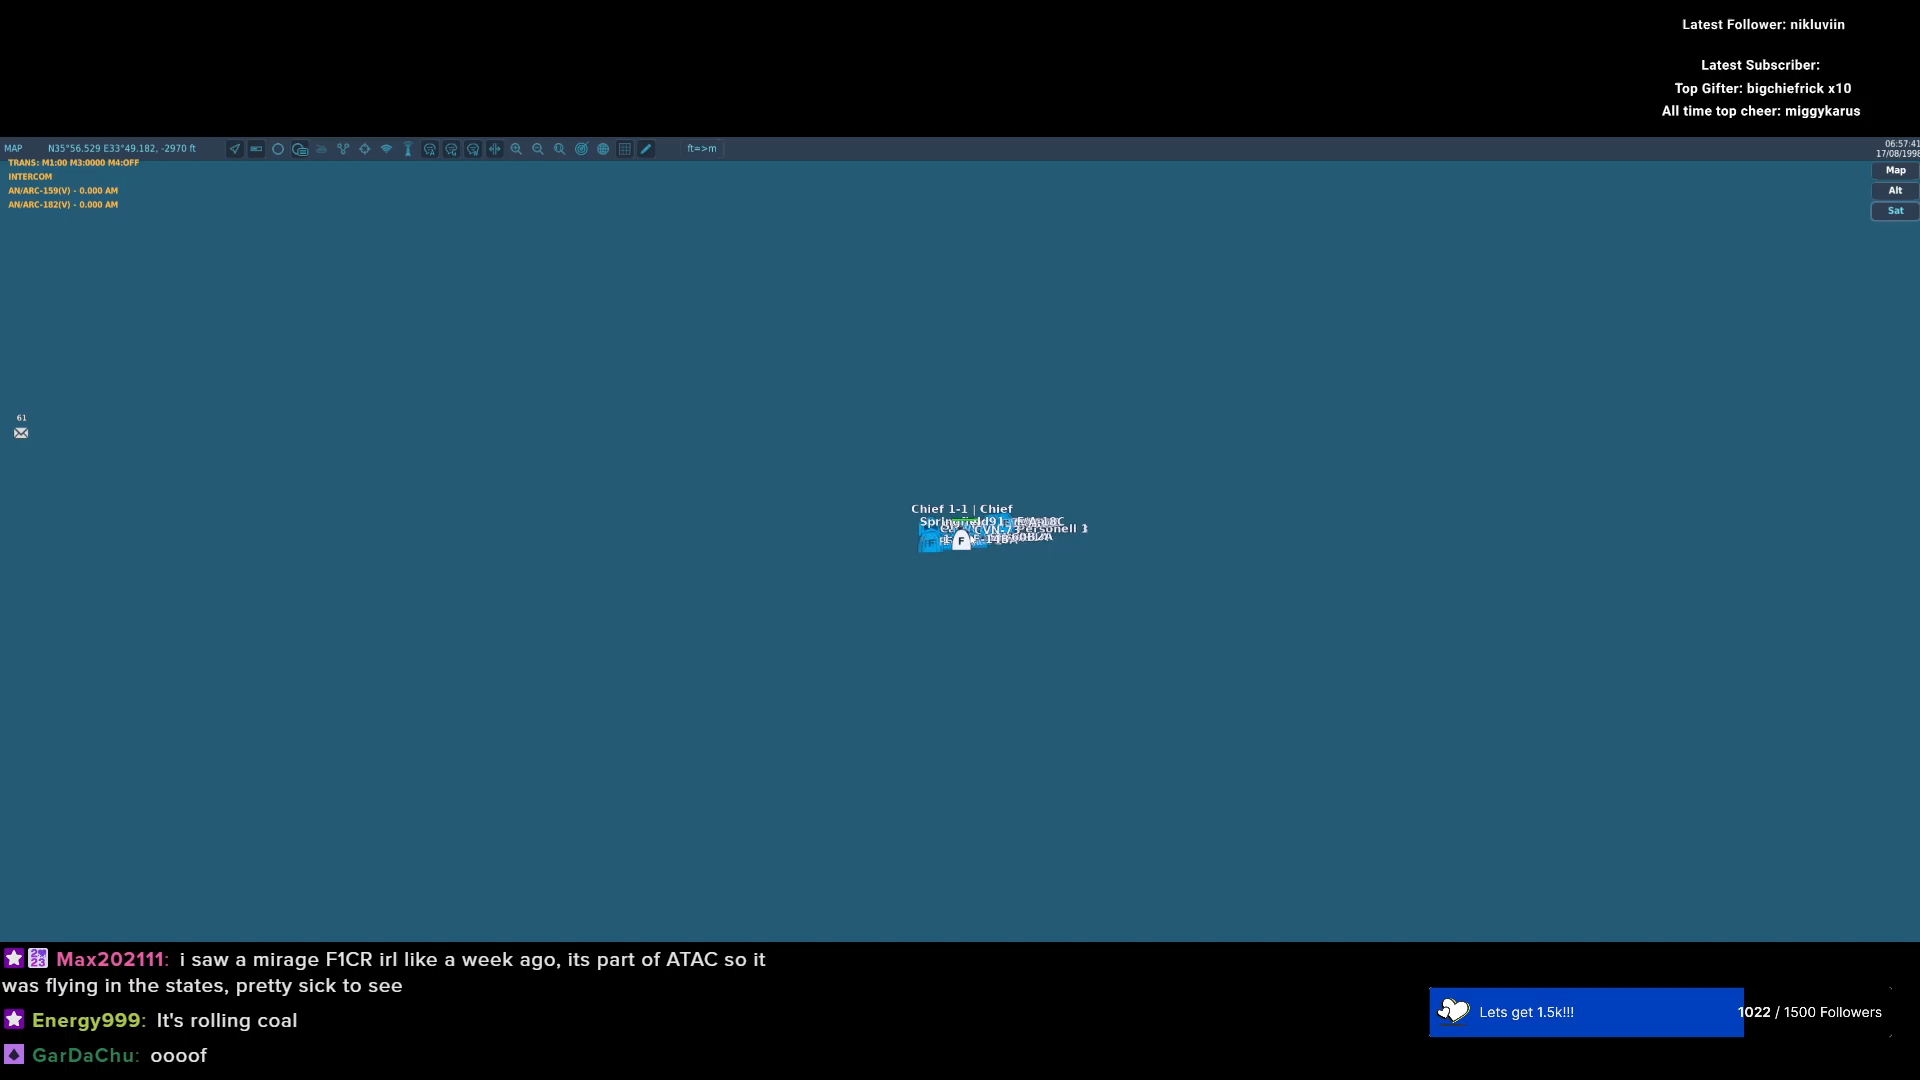 Latest Follower: nikluviin
Latest Subscriber:
Top Gifter: bigchiefrick x10
All time top cheer: miggykarus
MAP N35°56.529 E33°49.182, -2970 ft ft=>m 06:57:41
17/08/1998
TRANS: M1:00 M3:0000 M4:OFF
INTERCOM
AN/ARC-159(V) - 0.000 AM
AN/ARC-182(V) - 0.000 AM
Map
Alt
Sat
61
Chief 1-1 | Chief
Springfield91
CVN-73
F
Max202111: i saw a mirage F1CR irl like a week ago, its part of ATAC so it
was flying in the states, pretty sick to see
Energy999: It's rolling coal
GarDaChu: oooof
Lets get 1.5k!!! 1022 / 1500 Followers